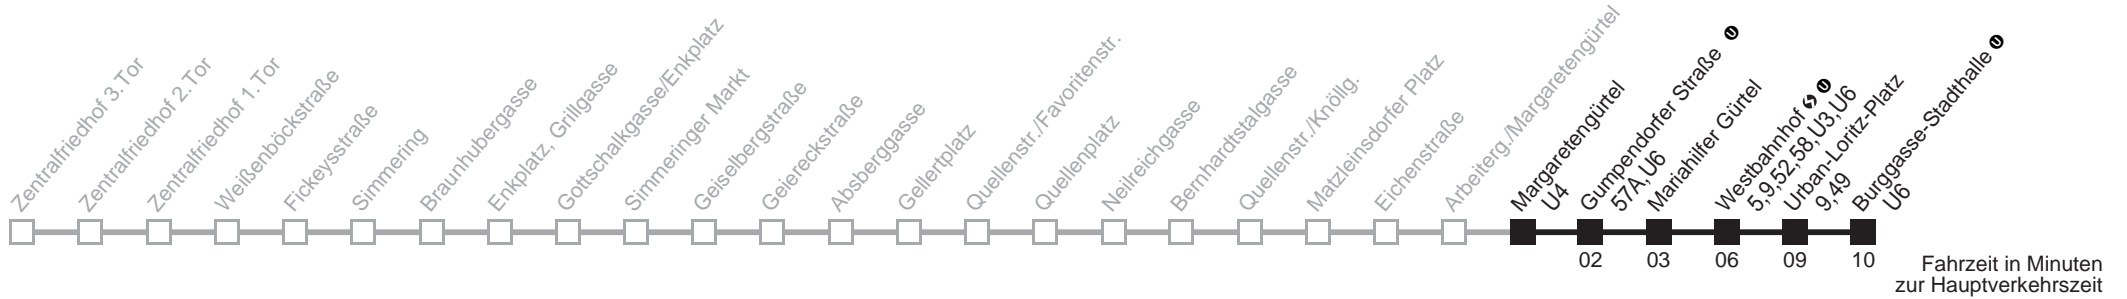 Zentralfriedhof 3.Tor
Zentralfriedhof 2.Tor
Zentralfriedhof 1.Tor
Weißenböckstraße
Fickeysstraße
Simmering
Braunhubergasse
Enkplatz, Grillgasse
Gottschalkgasse/Enkplatz
Simmeringer Markt
Geiselbergstraße
Geiereckstraße
Absberggasse
Gellertplatz
Quellenstr./Favoritenstr.
Quellenplatz
Neilreichgasse
Bernhardtstalgasse
Quellenstr./Knöllg.
Matzleinsdorfer Platz
Eichenstraße
Arbeiterg./Margaretengürtel
Margaretengürtel
U4
Gumpendorfer Straße U
57A,U6
Mariahilfer Gürtel
Westbahnhof S U
5,9,52,58,U3,U6
Urban-Loritz-Platz
9,49
Burggasse-Stadthalle U
U6
02 03 06 09 10
Fahrzeit in Minuten
zur Hauptverkehrszeit